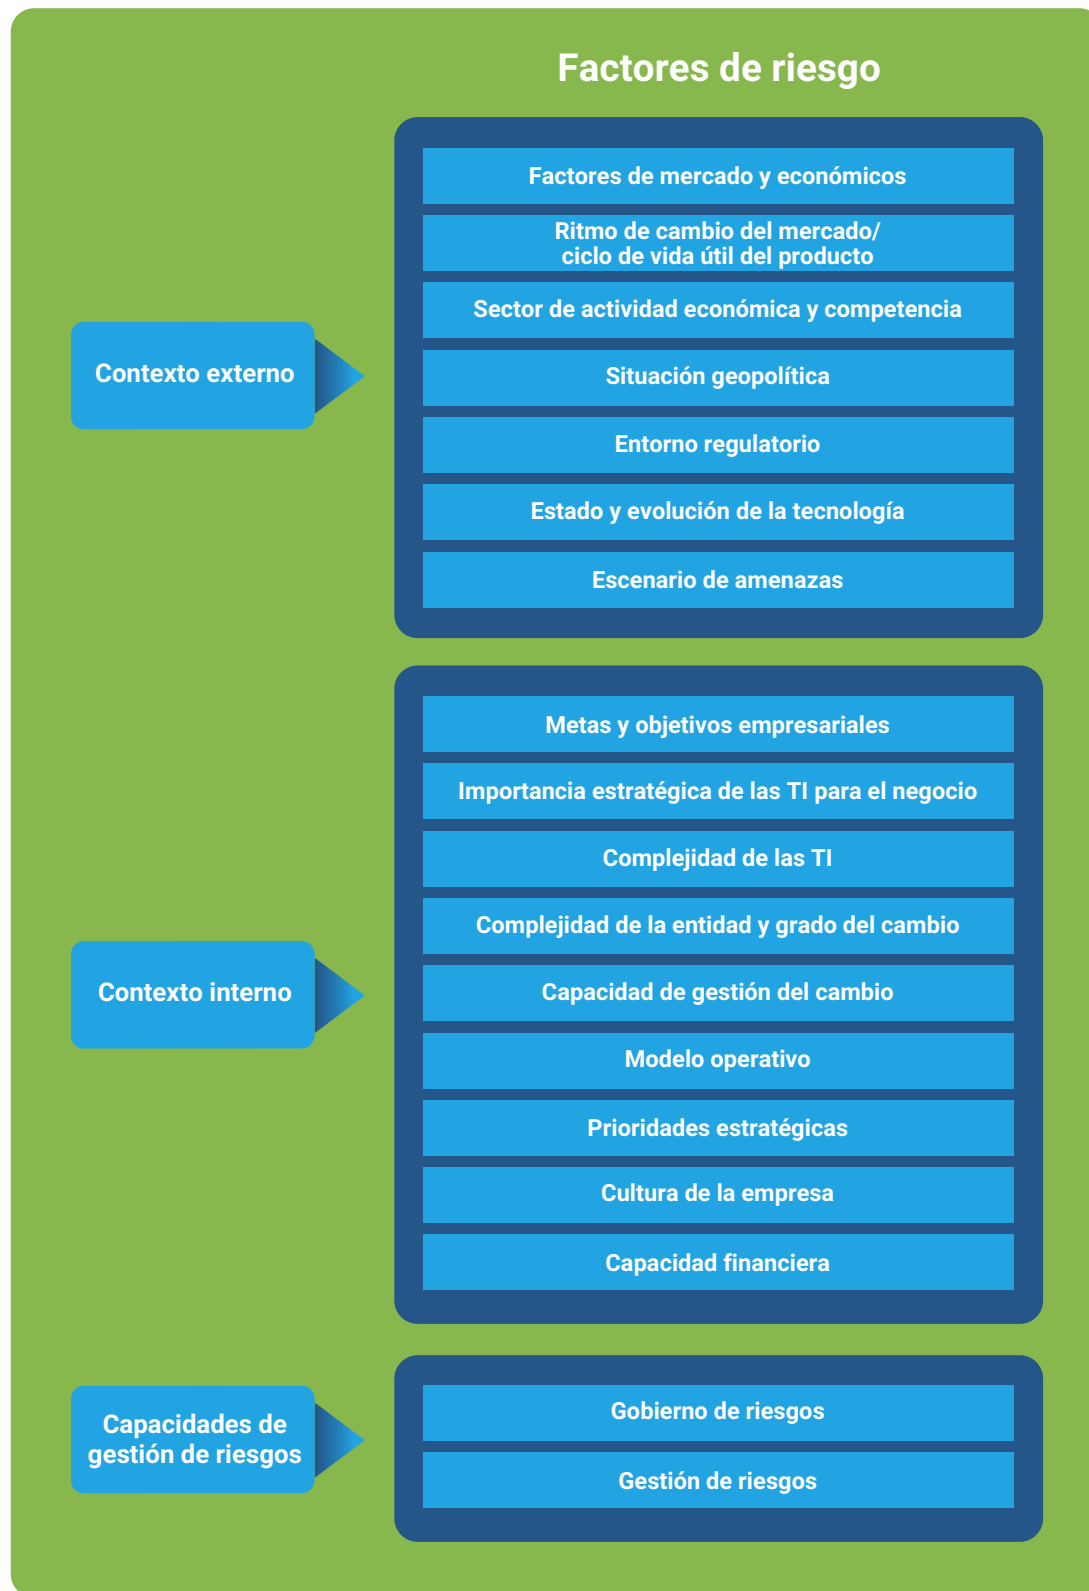 Factores de riesgo
Contexto externo
Factores de mercado y económicos
Ritmo de cambio del mercado/
ciclo de vida útil del producto
Sector de actividad económica y competencia
Situación geopolítica
Entorno regulatorio
Estado y evolución de la tecnología
Escenario de amenazas
Contexto interno
Metas y objetivos empresariales
Importancia estratégica de las TI para el negocio
Complejidad de las TI
Complejidad de la entidad y grado del cambio
Capacidad de gestión del cambio
Modelo operativo
Prioridades estratégicas
Cultura de la empresa
Capacidad financiera
Capacidades de
gestión de riesgos
Gobierno de riesgos
Gestión de riesgos